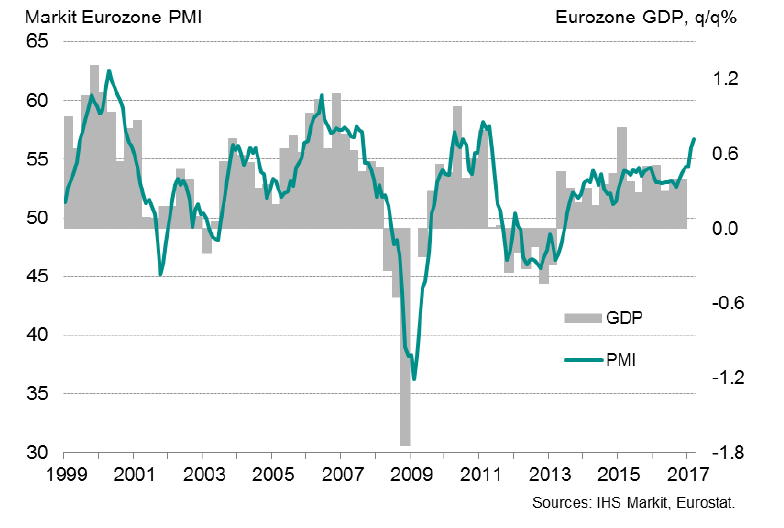 Markit Eurozone PMI Eurozone GDP, q/q%
65
60 1.2
55 0.6
50 0.0
45 -0.6
40
35 -1.2
30 -1.8
GDP
PMI
1999 2001 2003 2005 2007 2009 2011 2013 2015 2017
Sources: IHS Markit, Eurostat.